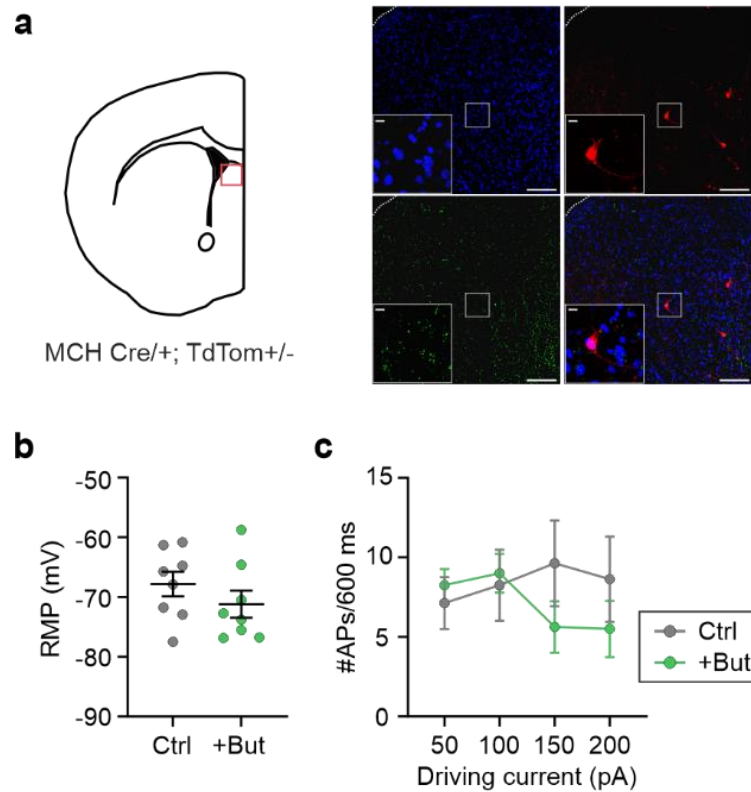 a
MCH Cre/+; TdTom+/-
b
-50
-60
-70
-80
-90
RMP (mV)
Ctrl
+But
c
15
10
5
0
#APs/600 ms
50
100
150
200
Driving current (pA)
Ctrl
+But